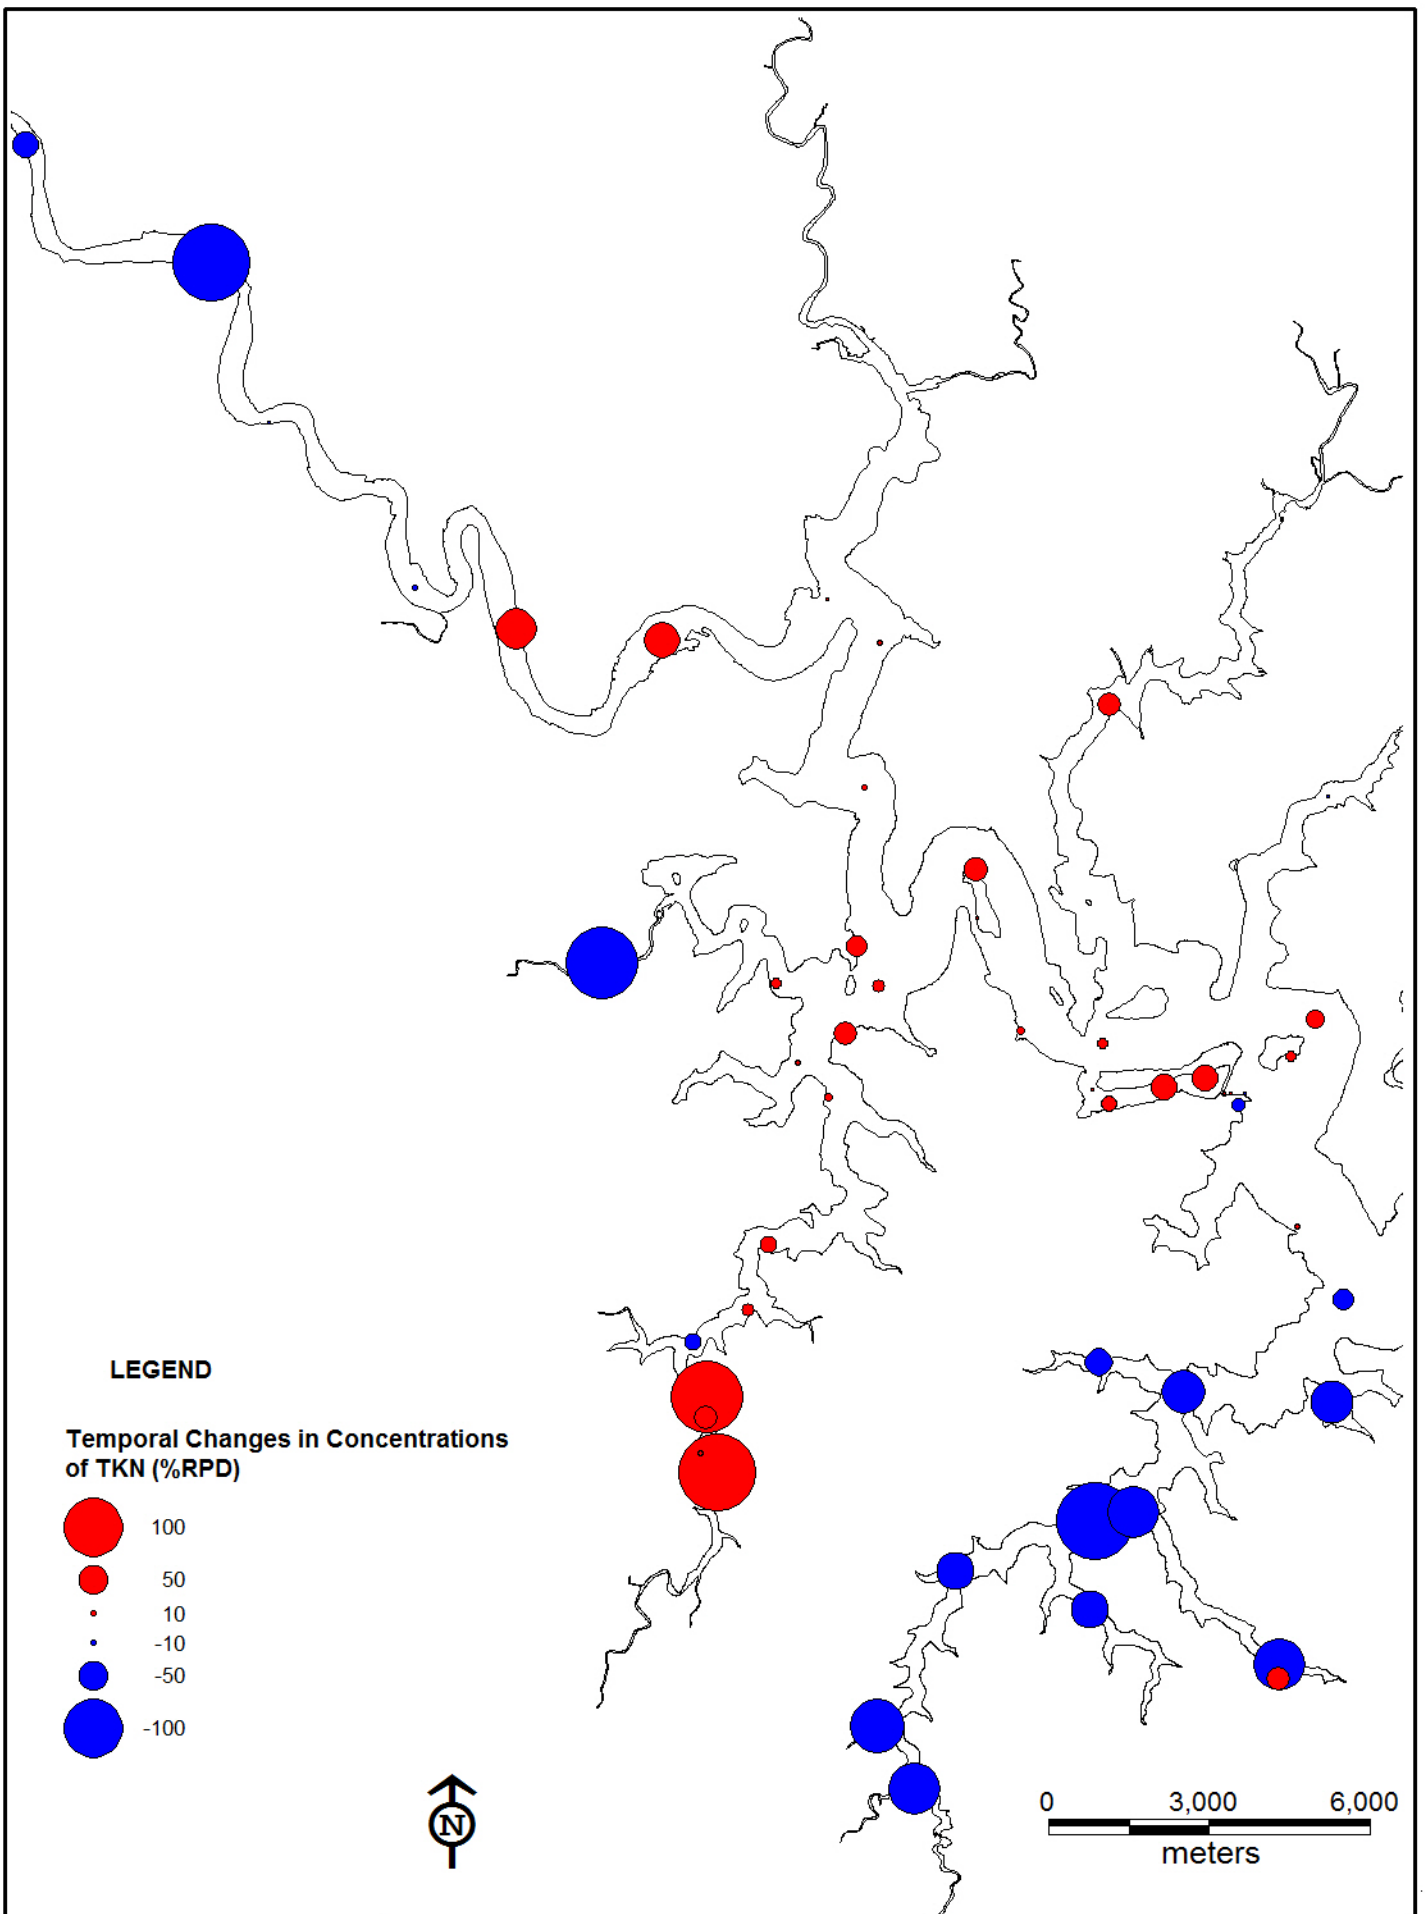 LEGEND
Temporal Changes in Concentrations
of TKN (%RPD)
100
50
10
-10
-50
-100
N
0 3,000 6,000
meters